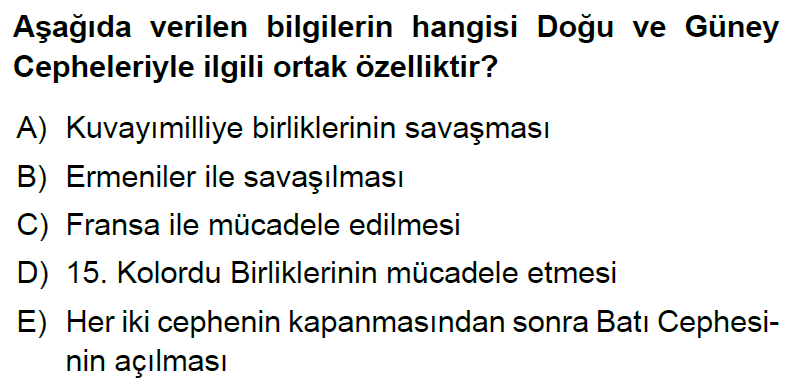 Aşağıda verilen bilgilerin hangisi Doğu ve Güney
Cepheleriyle ilgili ortak özelliktir?
A) Kuvayımilliye birliklerinin savaşması
B) Ermeniler ile savaşılması
C) Fransa ile mücadele edilmesi
D) 15. Kolordu Birliklerinin mücadele etmesi
E) Her iki cephenin kapanmasından sonra Batı Cephesi-
nin açılması